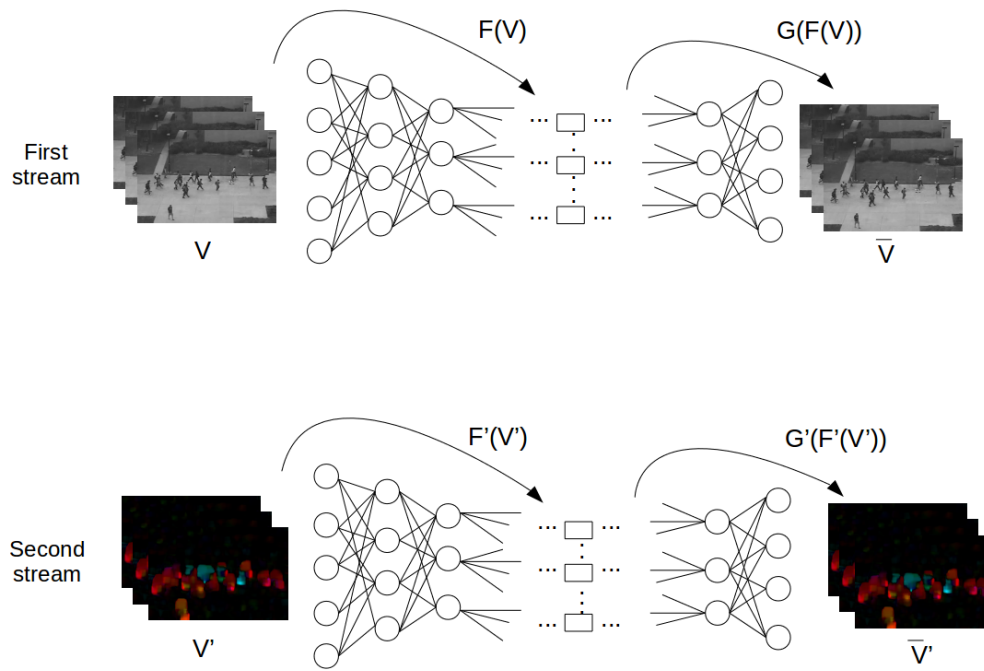 F(V)
G(F(V))
First
stream
... ...
... ...
... ...
V
V̅
F’(V’)
G’(F’(V’))
Second
stream
... ...
... ...
... ...
V’
V̅’